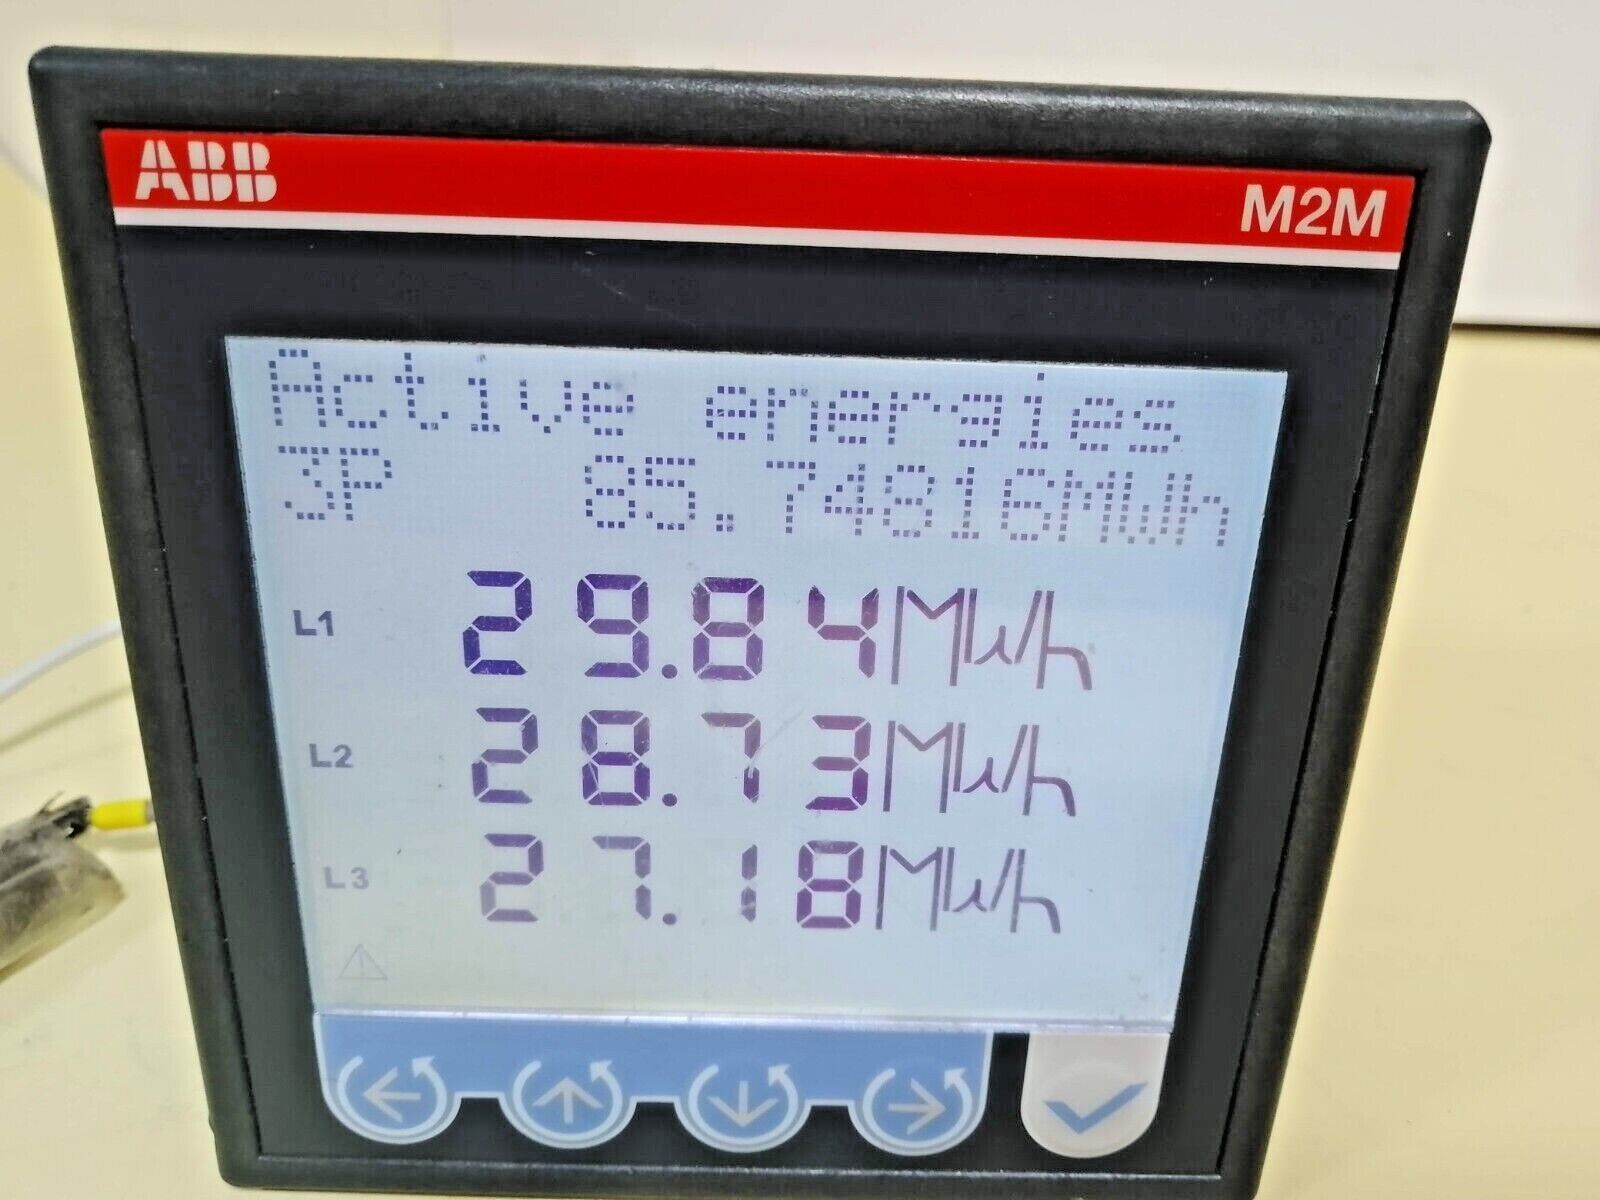 ABB
M2M
Active energies
3P 85.74816MWh
L1 29.84MWh
L2 28.73MWh
L3 27.18MWh